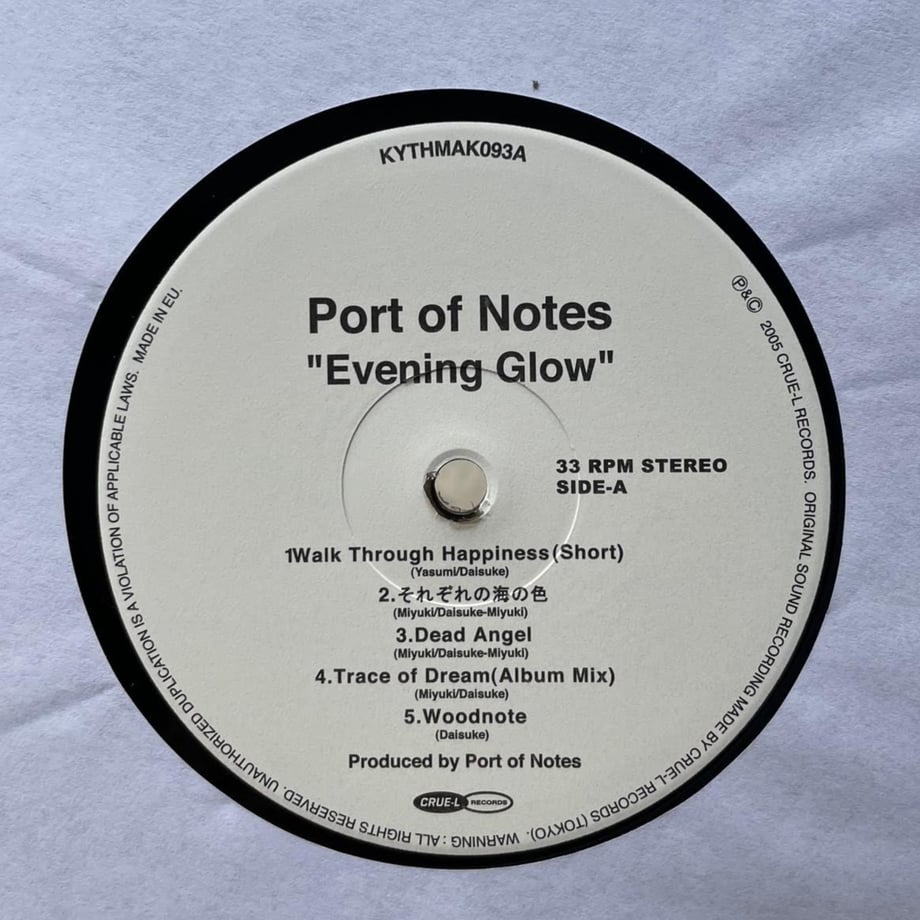 KYTHMAK093A
Port of Notes
"Evening Glow"
33 RPM STEREO
SIDE-A
1Walk Through Happiness(Short)
(Yasumi/Daisuke)
2.それぞれの海の色
(Miyuki/Daisuke-Miyuki)
3.Dead Angel
(Miyuki/Daisuke-Miyuki)
4.Trace of Dream(Album Mix)
(Miyuki/Daisuke)
5.Woodnote
(Daisuke)
Produced by Port of Notes
CRUE-L RECORDS
℗&© 2005 CRUE-L RECORDS. ORIGINAL SOUND RECORDING MADE BY CRUE-L RECORDS (TOKYO). WARNING : ALL RIGHTS RESERVED. UNAUTHORIZED DUPLICATION IS A VIOLATION OF APPLICABLE LAWS. MADE IN EU.